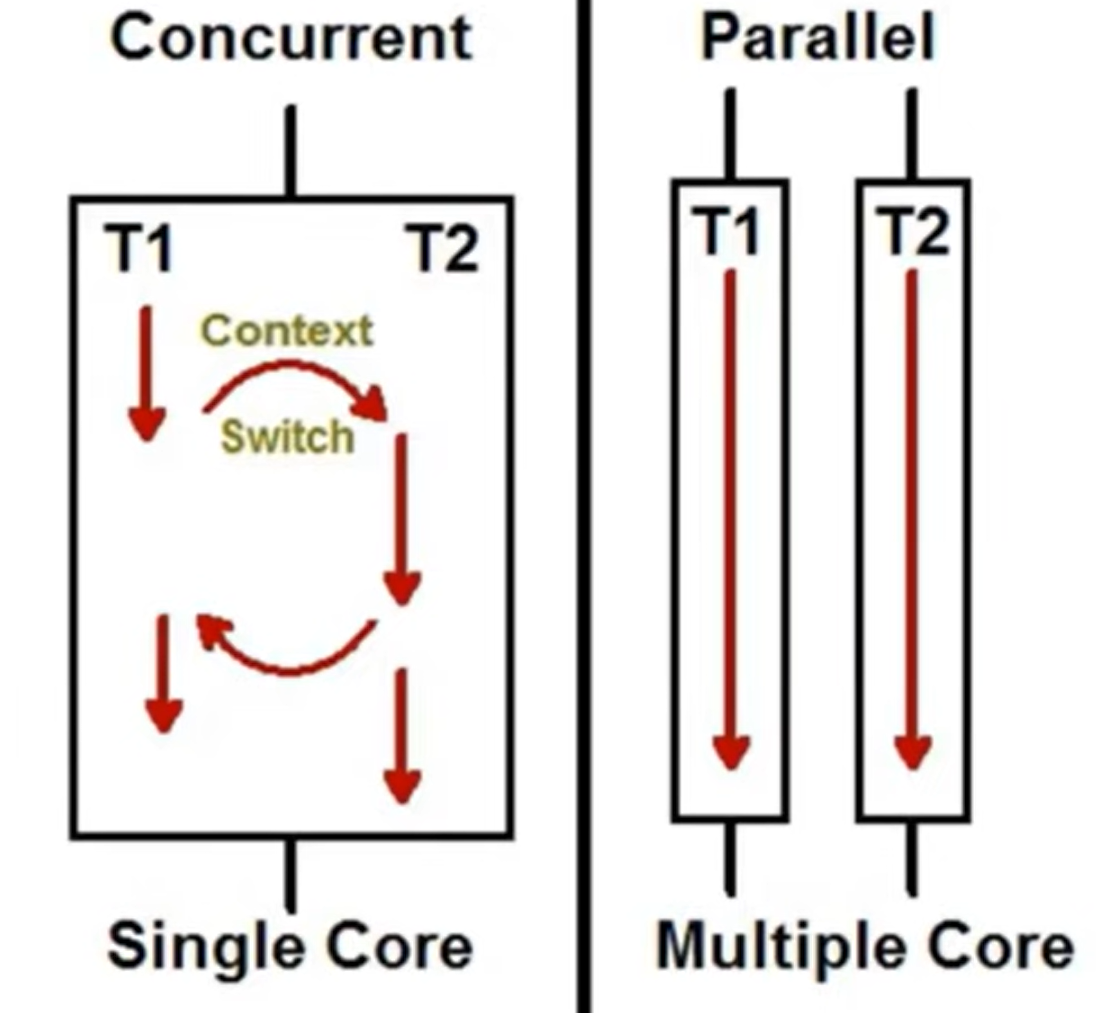 Concurrent
T1 T2
Context
Switch
Single Core
Parallel
T1 T2
Multiple Core